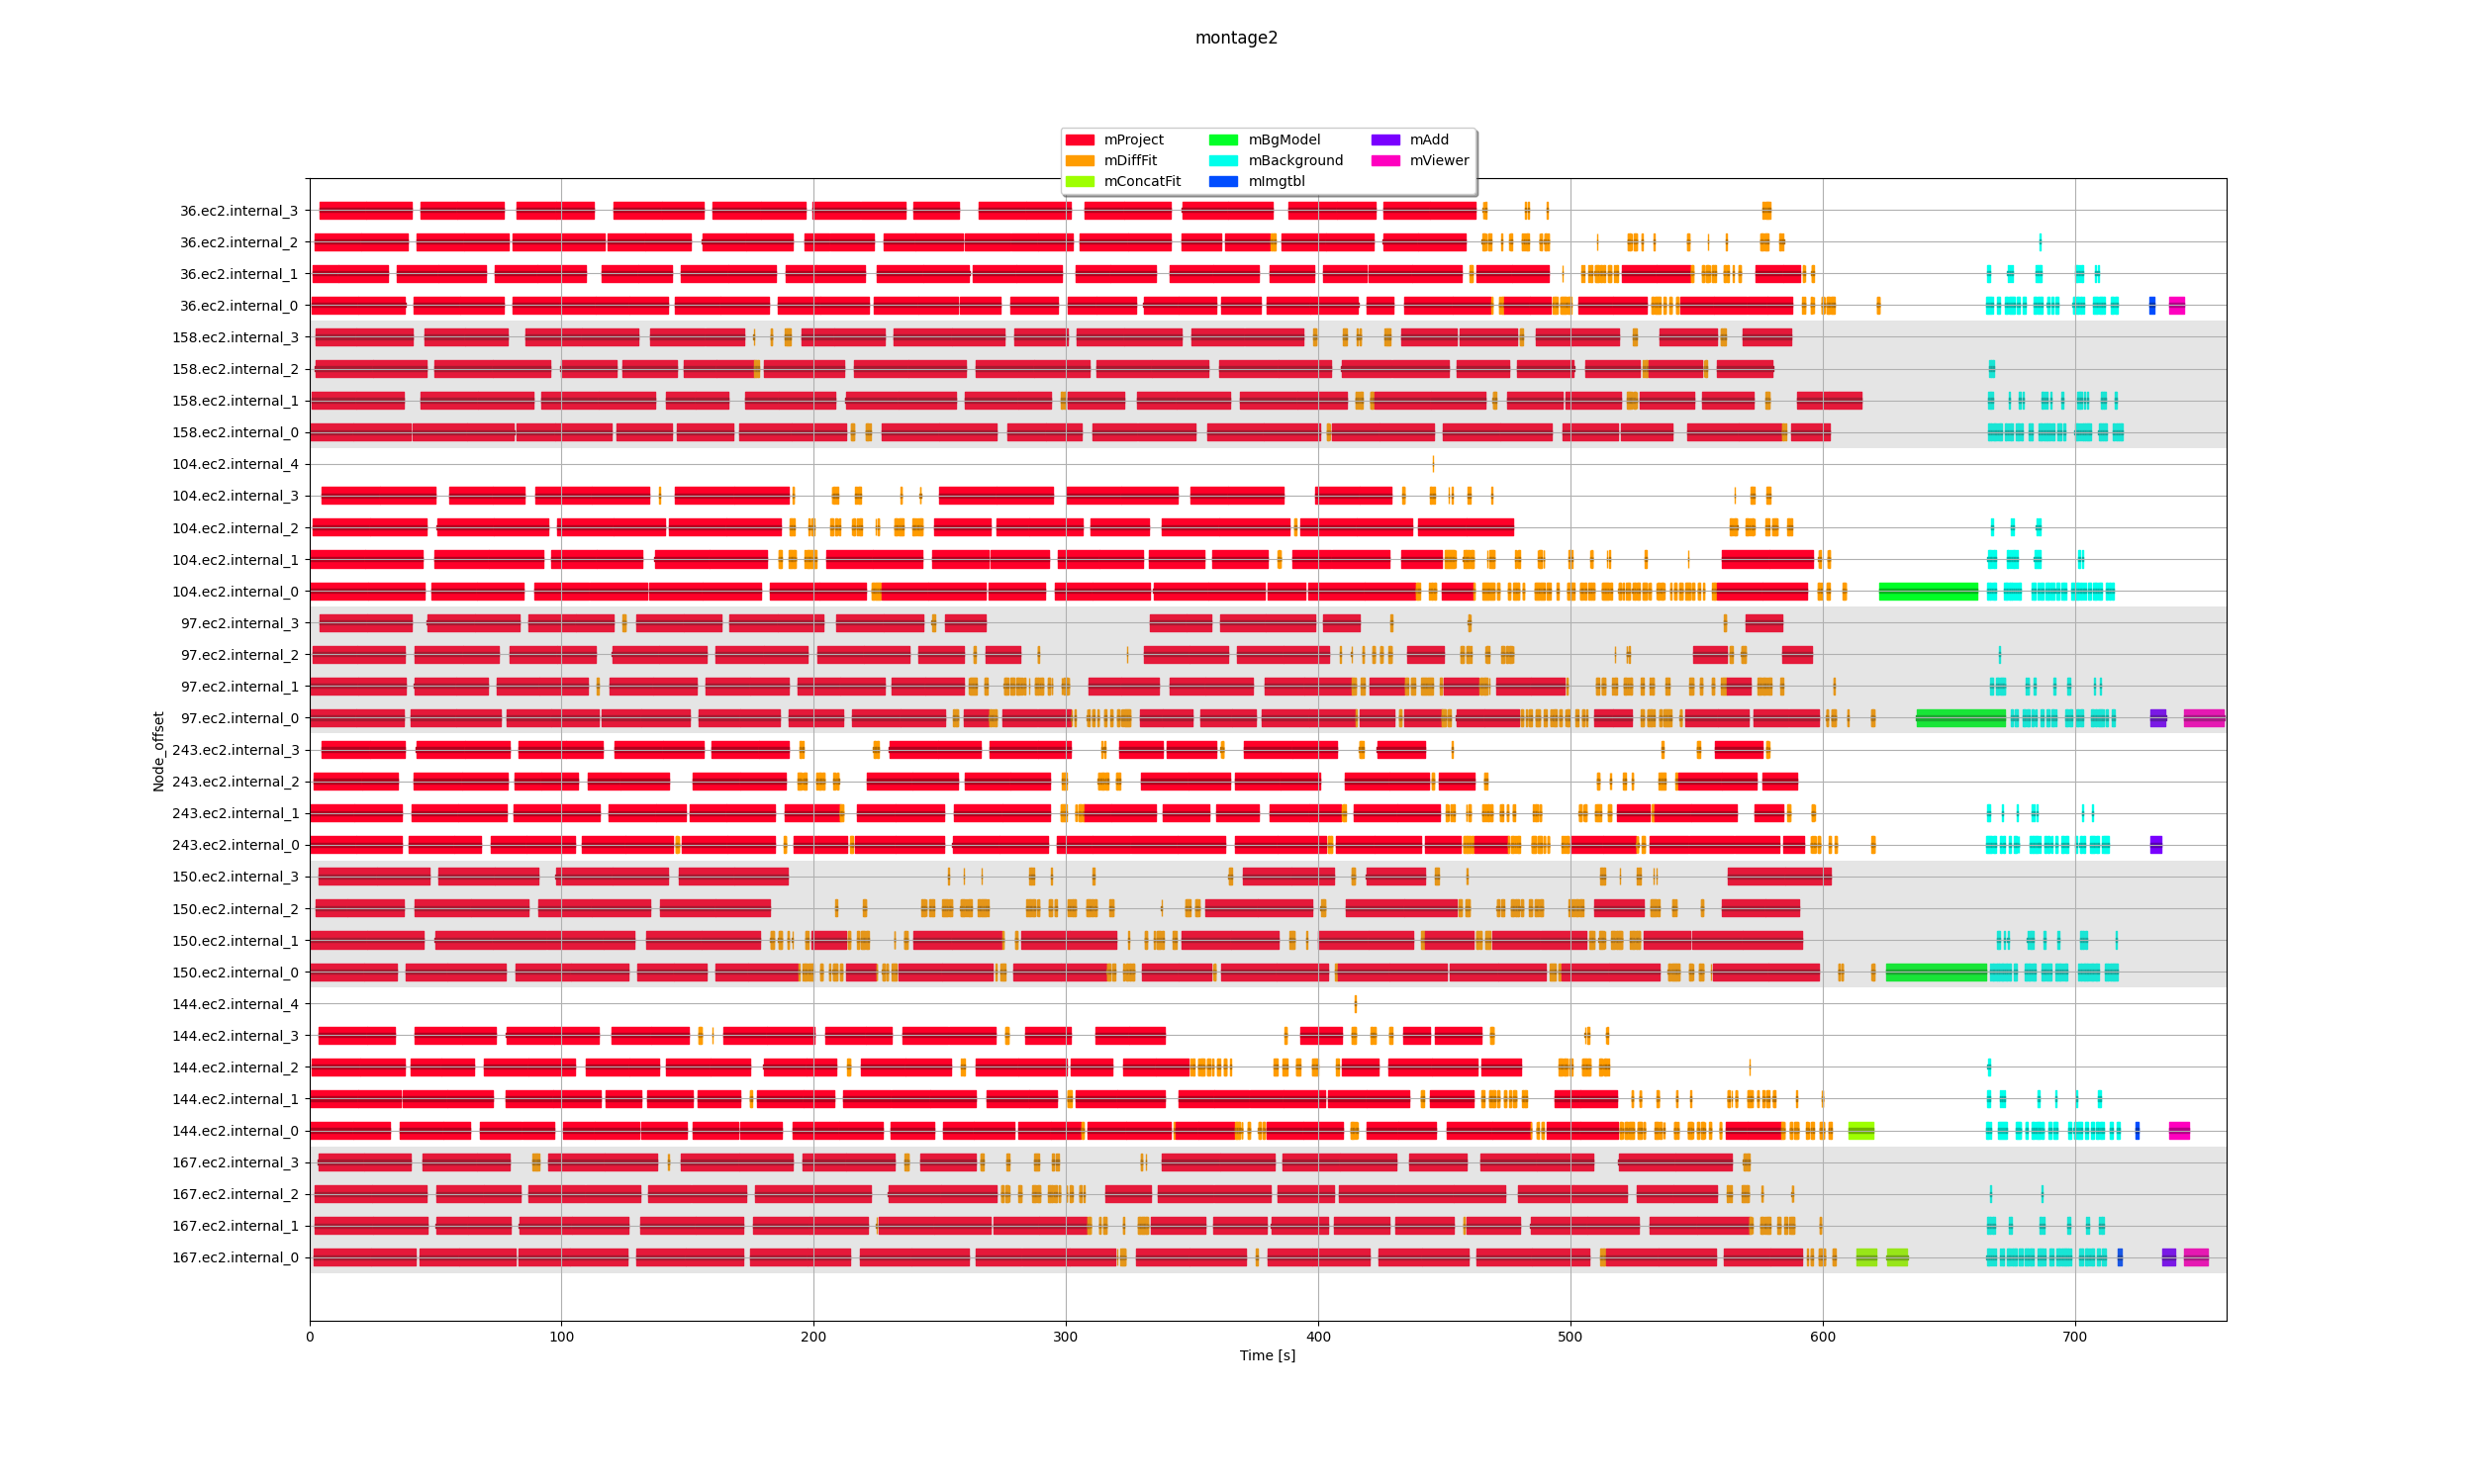 montage2
mProject mBgModel mAdd
mDiffFit mBackground mViewer
mConcatFit mImgtbl
36.ec2.internal_3
36.ec2.internal_2
36.ec2.internal_1
36.ec2.internal_0
158.ec2.internal_3
158.ec2.internal_2
158.ec2.internal_1
158.ec2.internal_0
104.ec2.internal_4
104.ec2.internal_3
104.ec2.internal_2
104.ec2.internal_1
104.ec2.internal_0
97.ec2.internal_3
97.ec2.internal_2
97.ec2.internal_1
97.ec2.internal_0
243.ec2.internal_3
243.ec2.internal_2
243.ec2.internal_1
243.ec2.internal_0
150.ec2.internal_3
150.ec2.internal_2
150.ec2.internal_1
150.ec2.internal_0
144.ec2.internal_4
144.ec2.internal_3
144.ec2.internal_2
144.ec2.internal_1
144.ec2.internal_0
167.ec2.internal_3
167.ec2.internal_2
167.ec2.internal_1
167.ec2.internal_0
Node_offset
0 100 200 300 400 500 600 700
Time [s]